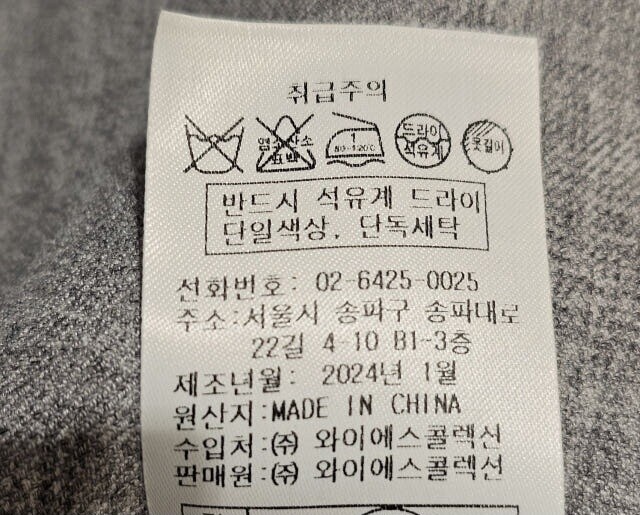 취급주의
염소산소
표백
1
80~120℃
드라이
석유계
옷걸이
반드시 석유계 드라이
단일색상, 단독세탁
전화번호: 02-6425-0025
주소:서울시 송파구 송파대로
22길 4-10 B1-3층
제조년월: 2024년 1월
원산지:MADE IN CHINA
수입처:㈜ 와이에스콜렉션
판매원:㈜ 와이에스콜렉션